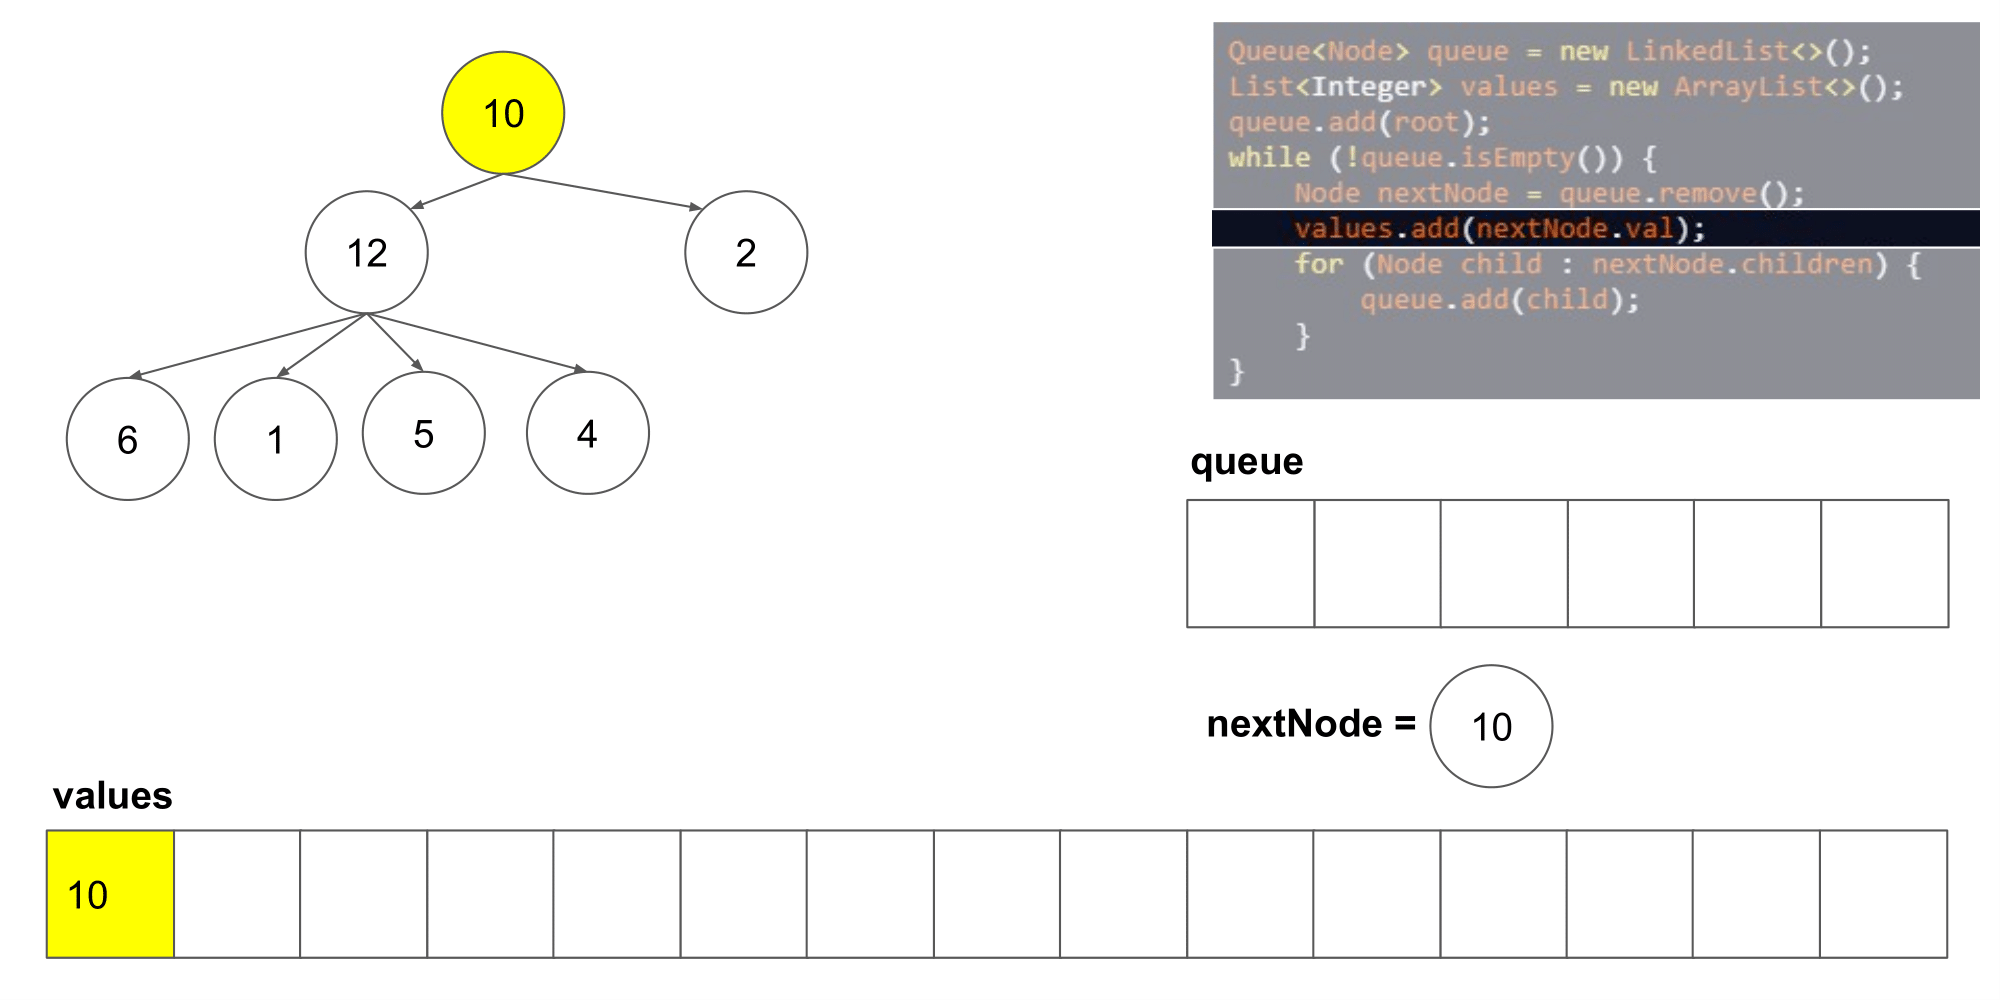 10
12
2
6
1
5
4
Queue<Node> queue = new LinkedList<>();
List<Integer> values = new ArrayList<>();
queue.add(root);
while (!queue.isEmpty()) {
    Node nextNode = queue.remove();
    values.add(nextNode.val);
    for (Node child : nextNode.children) {
        queue.add(child);
    }
}
queue
nextNode = 10
values
10